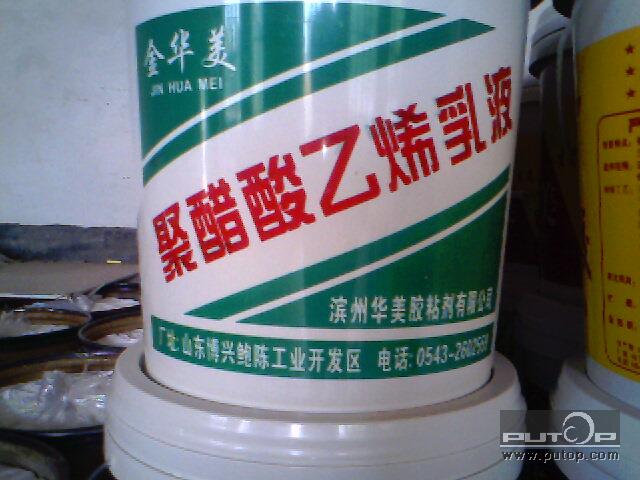 金华美
JIN HUA MEI
聚醋酸乙烯乳液
滨州华美胶粘剂有限公司
厂址:山东博兴鲍陈工业开发区 电话:0543-2602569
PUTOP
www.putop.com